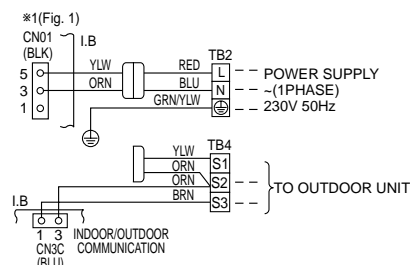 ※1(Fig. 1)
CN01
(BLK)
I.B
5
3
1
YLW
ORN
RED
BLU
GRN/YLW
TB2
L
N
POWER SUPPLY
~(1PHASE)
230V 50Hz
TB4
YLW
ORN
ORN
BRN
S1
S2
S3
TO OUTDOOR UNIT
I.B
1 3
CN3C
(BLU)
INDOOR/OUTDOOR
COMMUNICATION